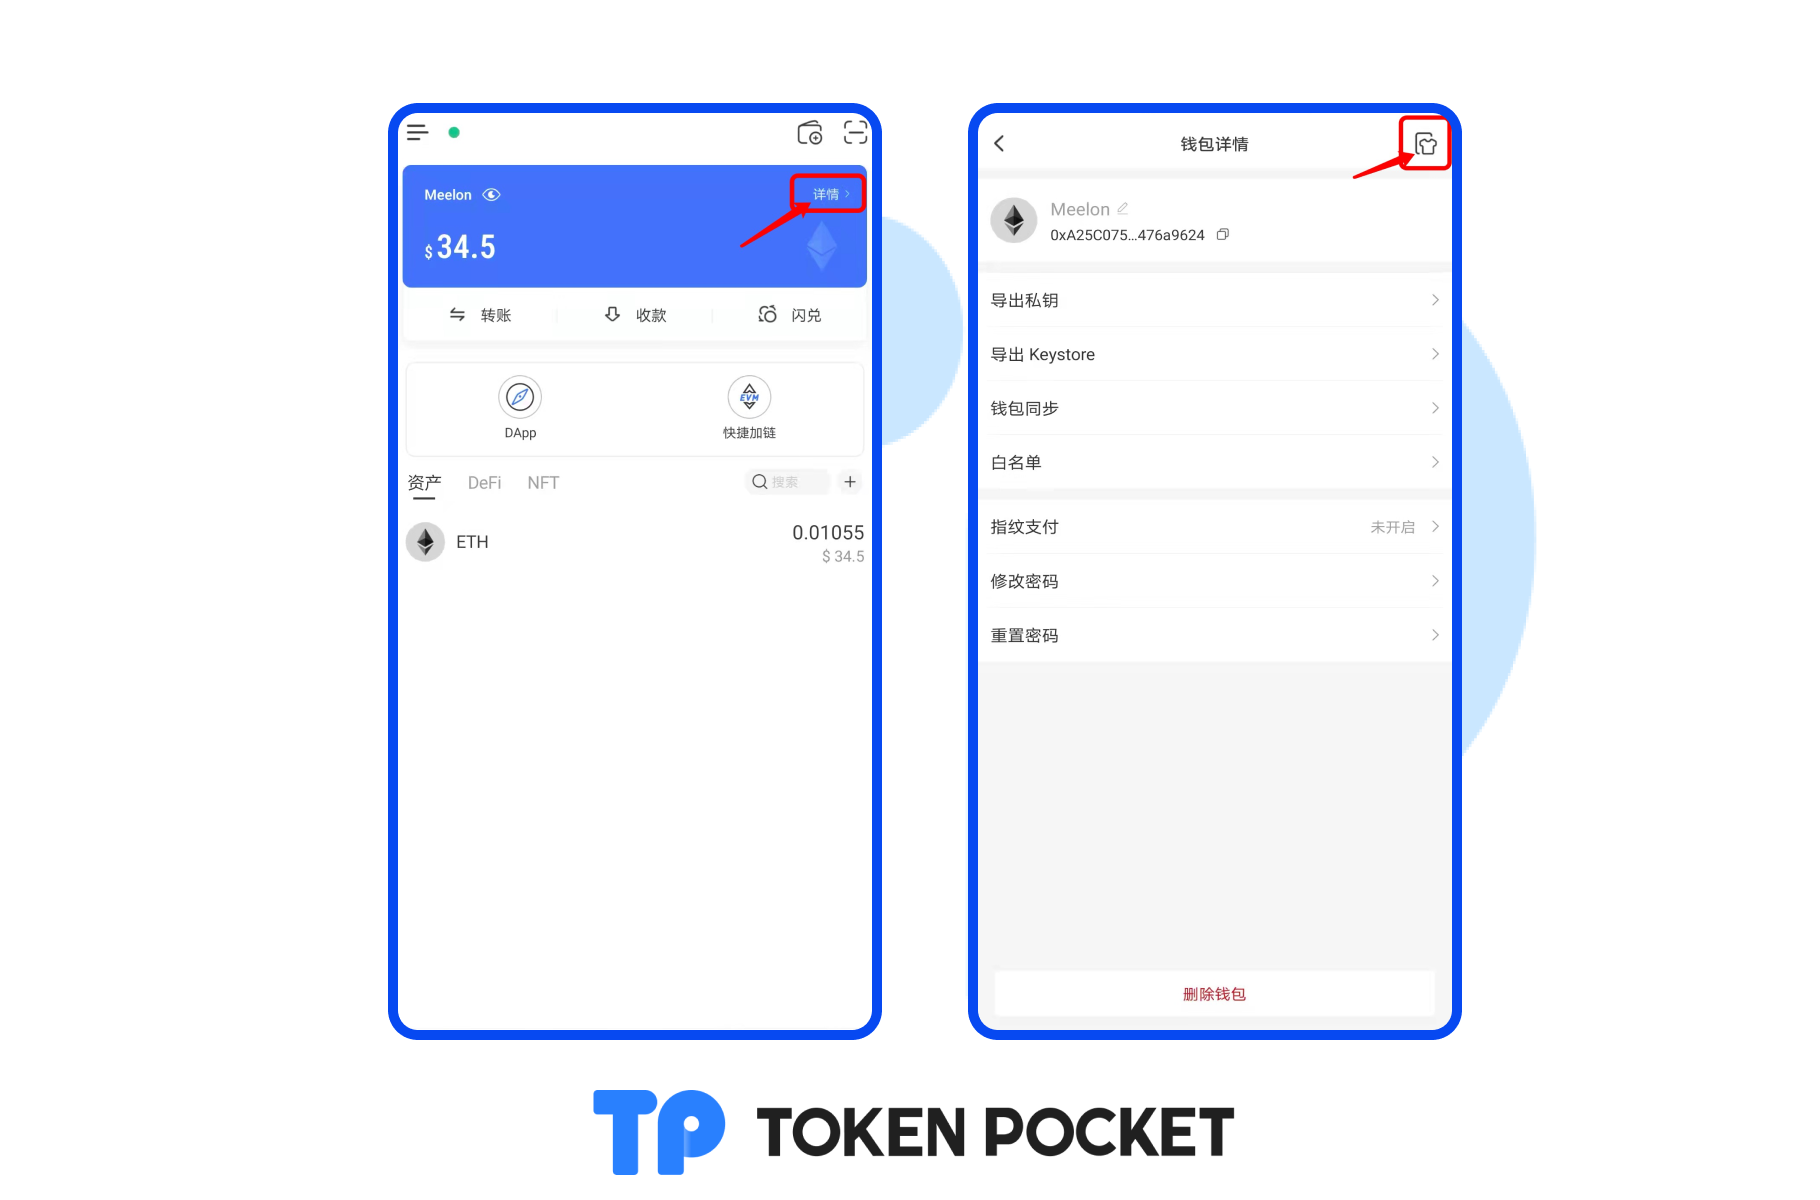 Meelon
详情 >
$ 34.5
转账
收款
闪兑
EVM
DApp
快捷加链
资产 DeFi NFT
搜索 +
ETH
0.01055
$ 34.5
钱包详情
Meelon
0xA25C075...476a9624
导出私钥
导出 Keystore
钱包同步
白名单
指纹支付 未开启
修改密码
重置密码
删除钱包
TP TOKEN POCKET